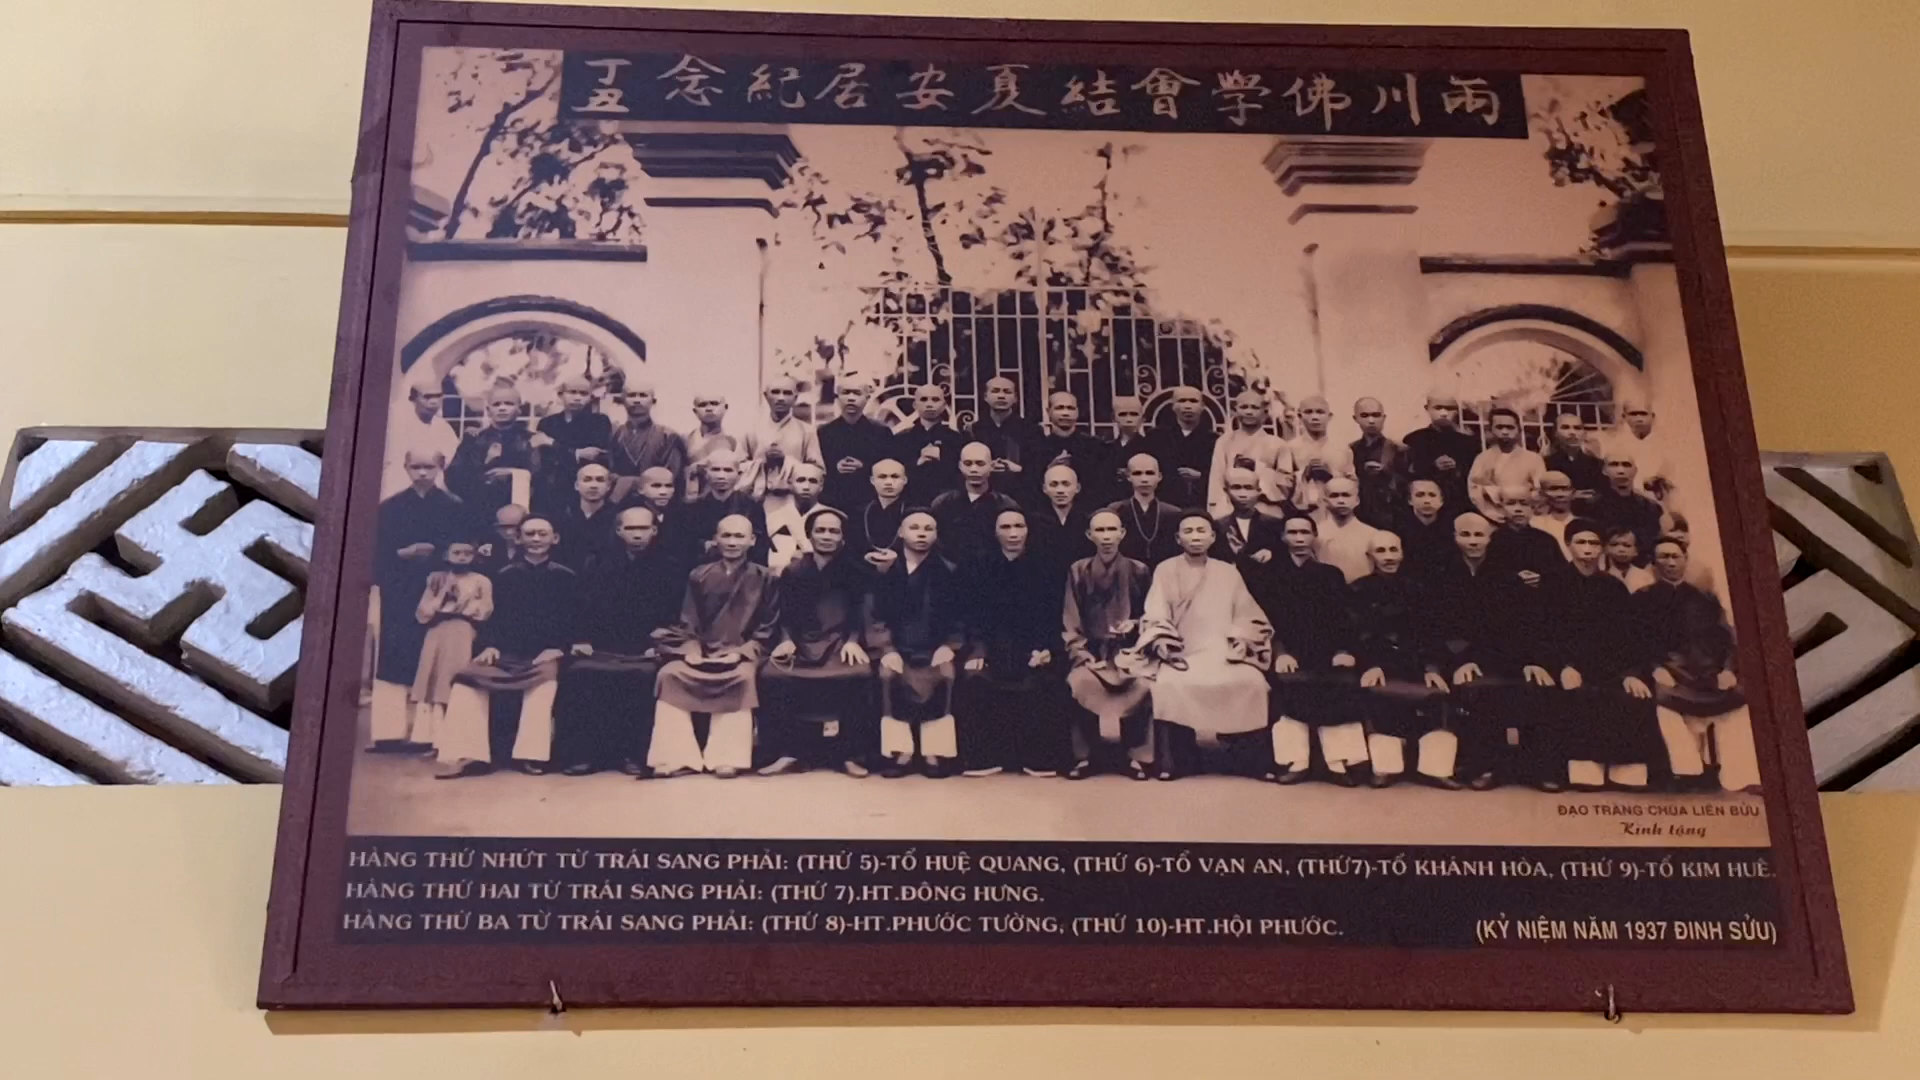 兩川佛學會結夏安居紀念丁丑
ĐẠO TRÀNG CHÙA LIÊN BỬU
Kính tặng
HÀNG THỨ NHỨT TỪ TRÁI SANG PHẢI: (THỨ 5)-TỔ HUỆ QUANG, (THỨ 6)-TỔ VẠN AN, (THỨ7)-TỔ KHÁNH HÒA, (THỨ 9)-TỔ KIM HUÊ.
HÀNG THỨ HAI TỪ TRÁI SANG PHẢI: (THỨ 7).HT.ĐÔNG HƯNG.
HÀNG THỨ BA TỪ TRÁI SANG PHẢI: (THỨ 8)-HT.PHƯỚC TƯỜNG, (THỨ 10)-HT.HỘI PHƯỚC.
(KỶ NIỆM NĂM 1937 ĐINH SỬU)